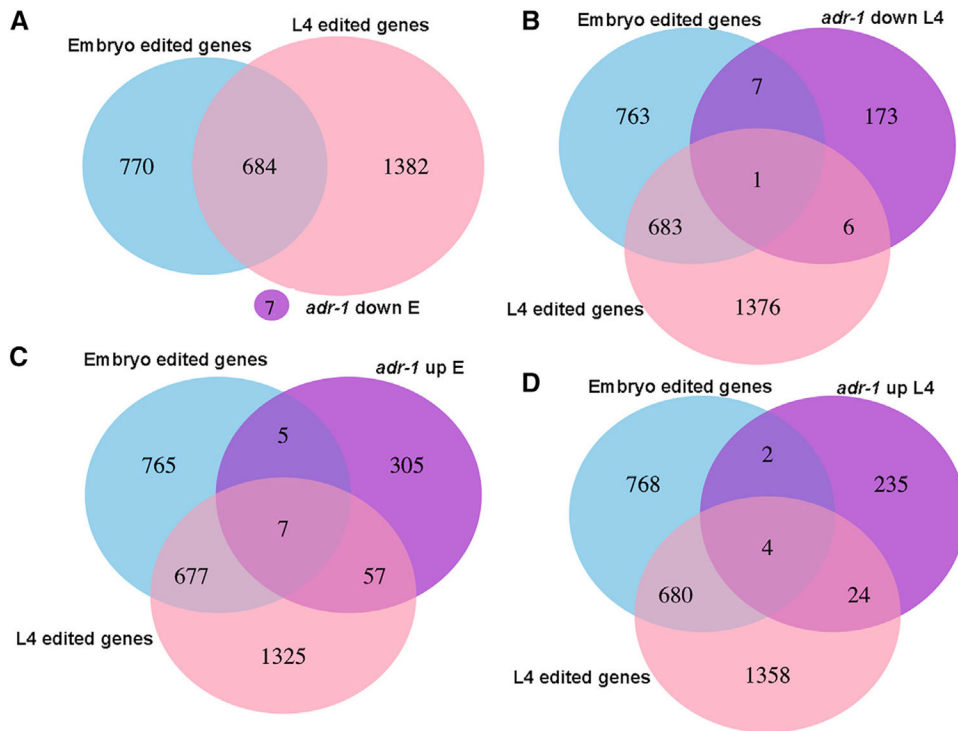 A
Embryo edited genes
L4 edited genes
770
684
1382
7
adr-1 down E
B
Embryo edited genes
adr-1 down L4
763
7
173
1
683
6
L4 edited genes
1376
C
Embryo edited genes
adr-1 up E
765
5
305
7
677
57
L4 edited genes
1325
D
Embryo edited genes
adr-1 up L4
768
2
235
4
680
24
L4 edited genes
1358